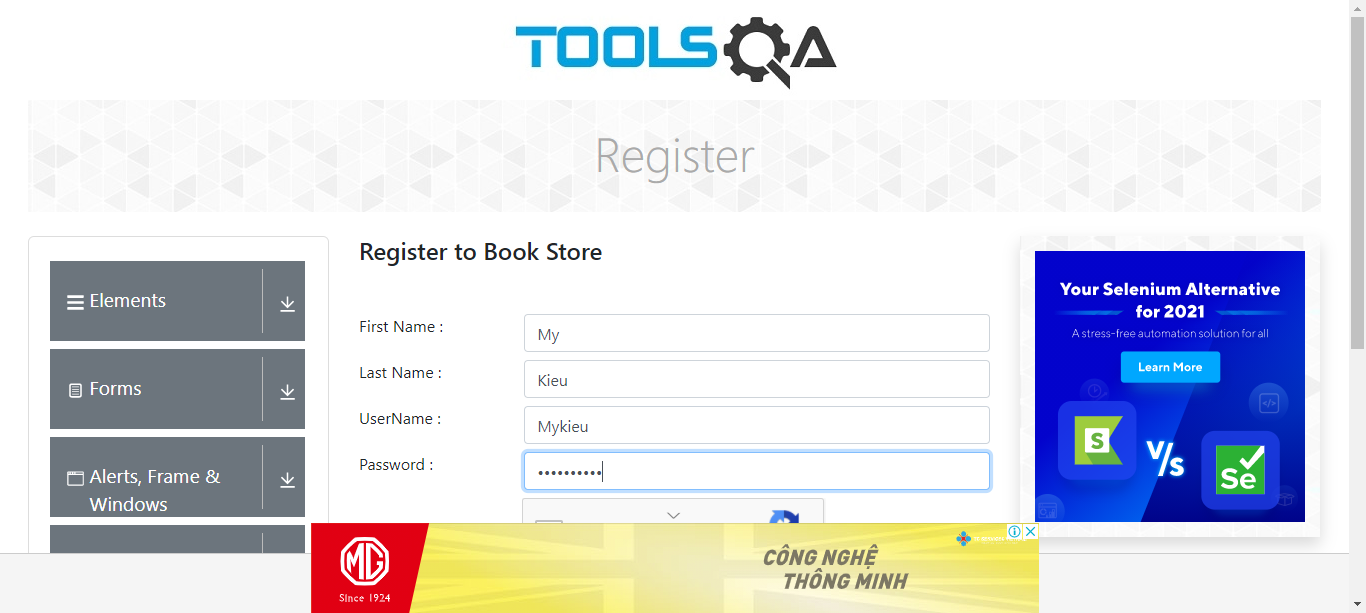 TOOLSQA
Register
Elements
Forms
Alerts, Frame &
Windows
Register to Book Store
First Name :
My
Last Name :
Kieu
UserName :
Mykieu
Password :
••••••••••
Your Selenium Alternative
for 2021
A stress-free automation solution for all
Learn More
S
V/s
Se
MG
Since 1924
CÔNG NGHỆ
THÔNG MINH